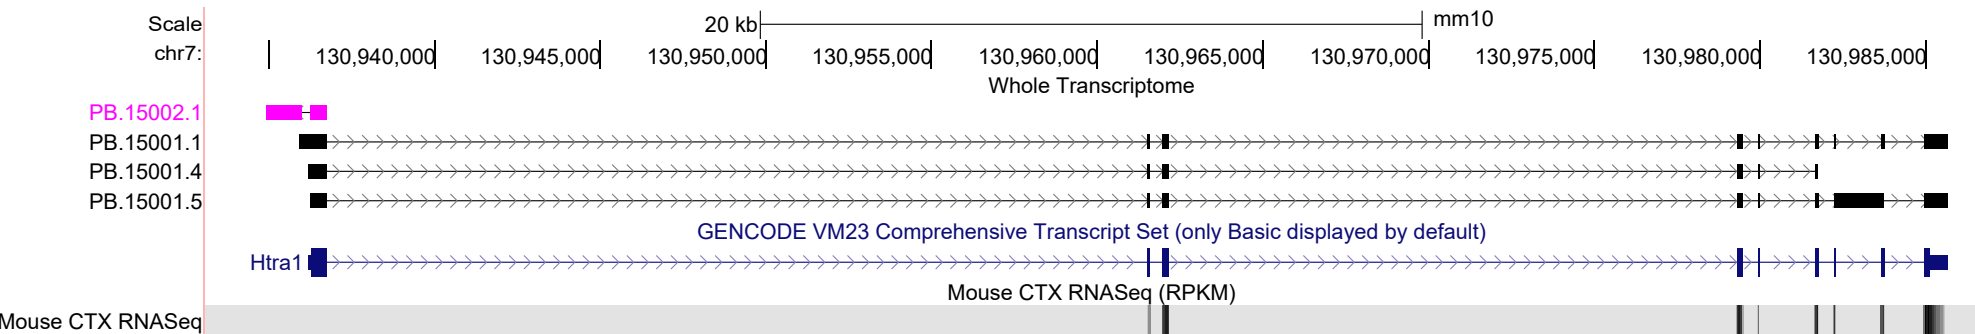 Scale 20 kb mm10
chr7: 130,940,000 130,945,000 130,950,000 130,955,000 130,960,000 130,965,000 130,970,000 130,975,000 130,980,000 130,985,000
Whole Transcriptome
PB.15002.1
PB.15001.1
PB.15001.4
PB.15001.5
GENCODE VM23 Comprehensive Transcript Set (only Basic displayed by default)
Htra1
Mouse CTX RNASeq (RPKM)
Mouse CTX RNASeq